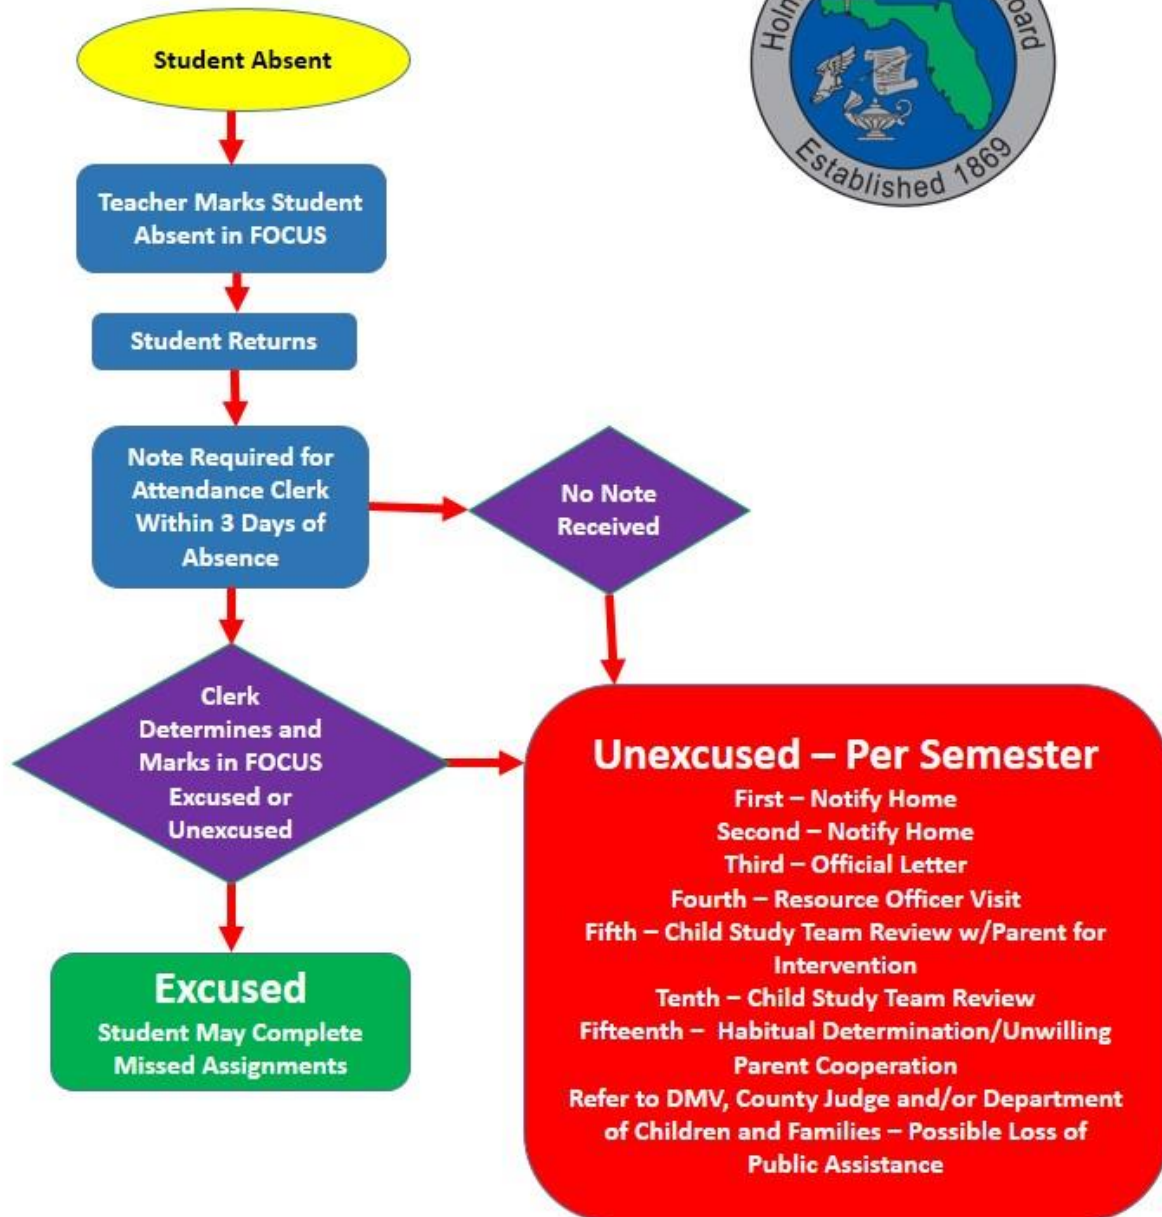 Student Absent
Established 1869
Teacher Marks Student
Absent in FOCUS
Student Returns
Note Required for
Attendance Clerk
Within 3 Days of
Absence
No Note
Received
Clerk
Determines and
Marks in FOCUS
Excused or
Unexcused
Excused
Student May Complete
Missed Assignments
Unexcused – Per Semester
First – Notify Home
Second – Notify Home
Third – Official Letter
Fourth – Resource Officer Visit
Fifth – Child Study Team Review w/Parent for
Intervention
Tenth – Child Study Team Review
Fifteenth – Habitual Determination/Unwilling
Parent Cooperation
Refer to DMV, County Judge and/or Department
of Children and Families – Possible Loss of
Public Assistance